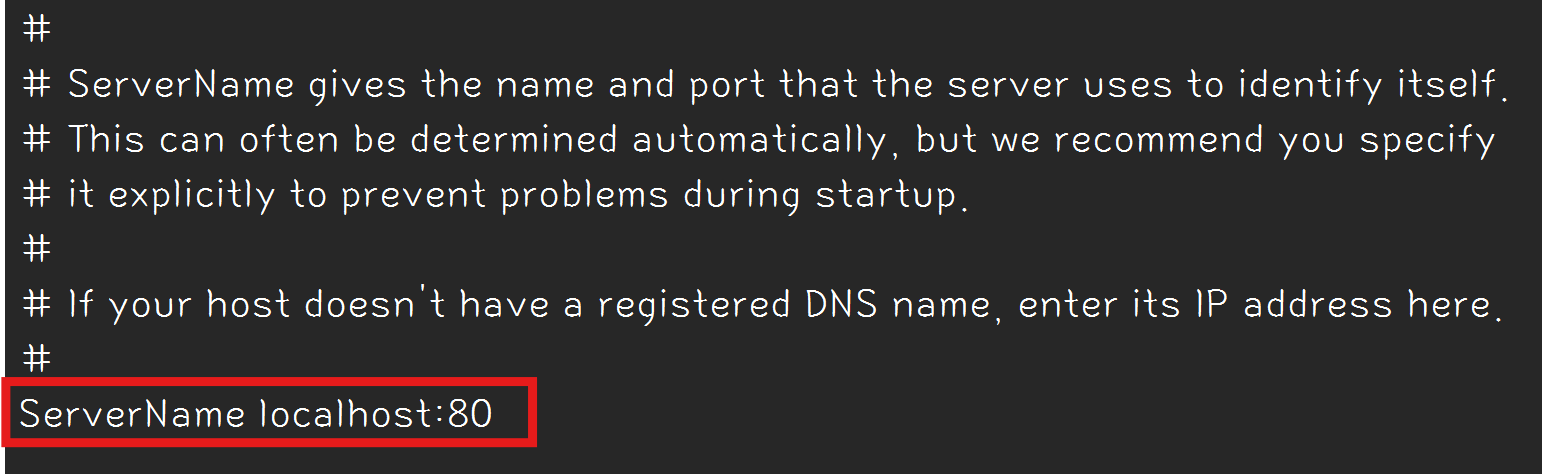 #
# ServerName gives the name and port that the server uses to identify itself.
# This can often be determined automatically, but we recommend you specify
# it explicitly to prevent problems during startup.
#
# If your host doesn't have a registered DNS name, enter its IP address here.
#
ServerName localhost:80